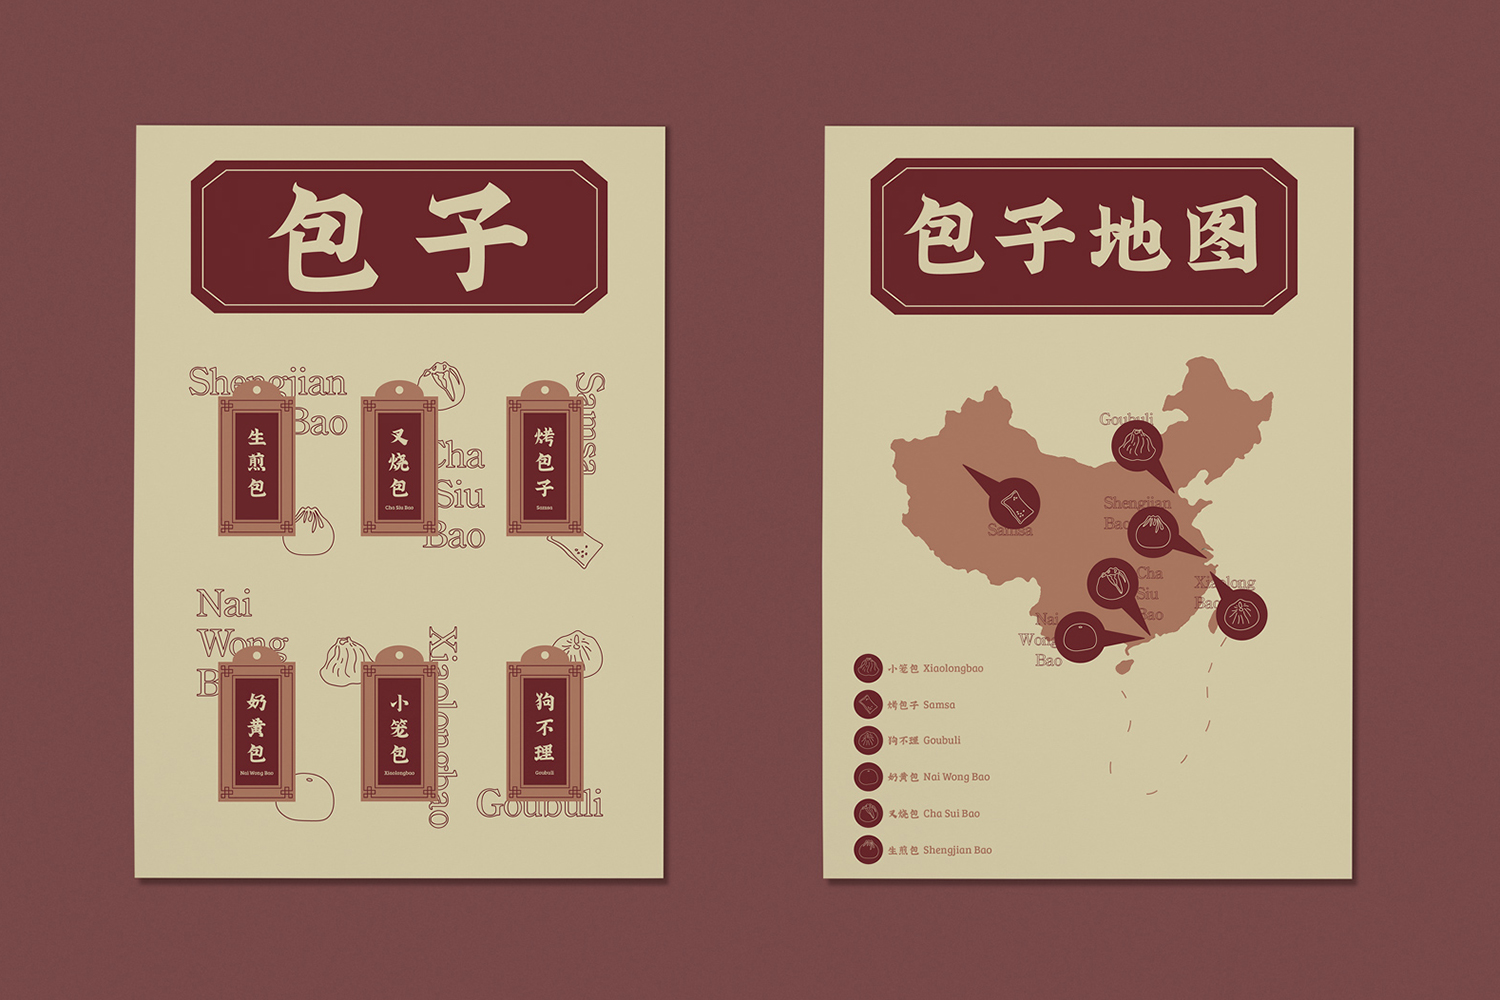 包子
Shengjian
Bao
生煎包
叉烧包
Cha Siu Bao
Cha
Siu
Bao
烤包子
Samsa
Samsa
Nai
Wong
B
奶黄包
Nai Wong Bao
小笼包
Xiaolongbao
Xiaolongbao
狗不理
Goubuli
Goubuli
包子地图
Goubuli
Shengjian
Bao
Samsa
Cha
Siu
Bao
Xiaolong
Bao
Nai
Wong
Bao
小笼包 Xiaolongbao
烤包子 Samsa
狗不理 Goubuli
奶黄包 Nai Wong Bao
叉烧包 Cha Sui Bao
生煎包 Shengjian Bao